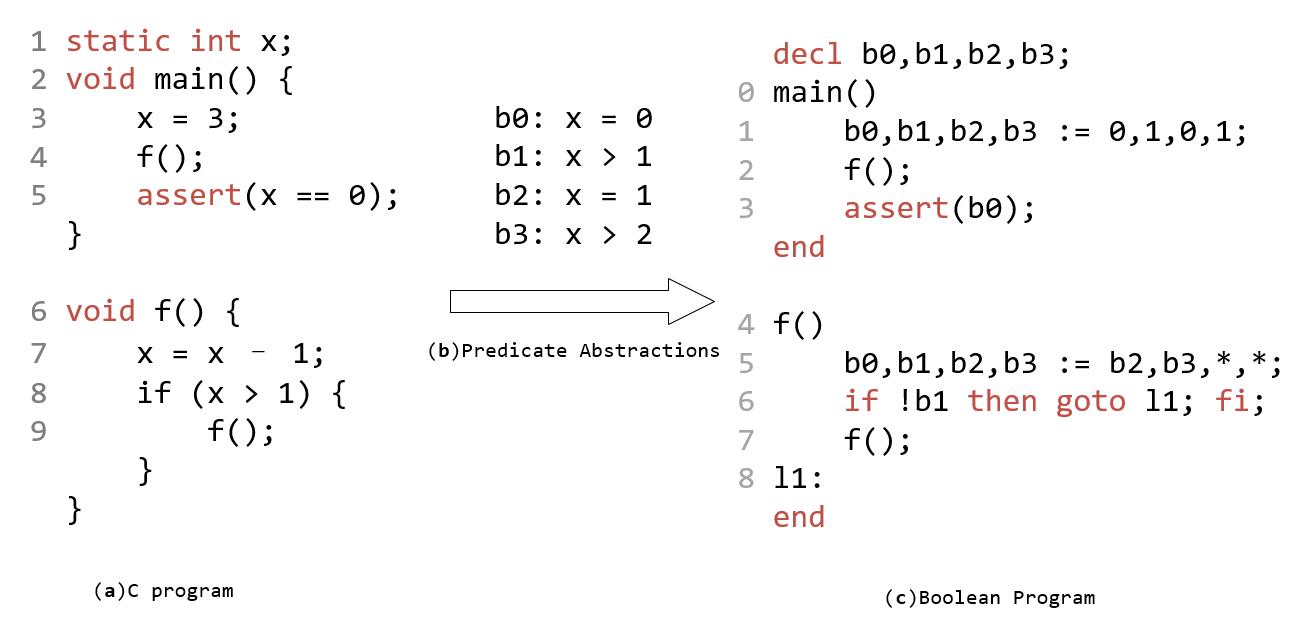 1 static int x;
2 void main() {
3 x = 3;
4 f();
5 assert(x == 0);
}
6 void f() {
7 x = x - 1;
8 if (x > 1) {
9 f();
}
}
(a)C program
b0: x = 0
b1: x > 1
b2: x = 1
b3: x > 2
(b)Predicate Abstractions
decl b0,b1,b2,b3;
0 main()
1 b0,b1,b2,b3 := 0,1,0,1;
2 f();
3 assert(b0);
end
4 f()
5 b0,b1,b2,b3 := b2,b3,*,*;
6 if !b1 then goto l1; fi;
7 f();
8 l1:
end
(c)Boolean Program